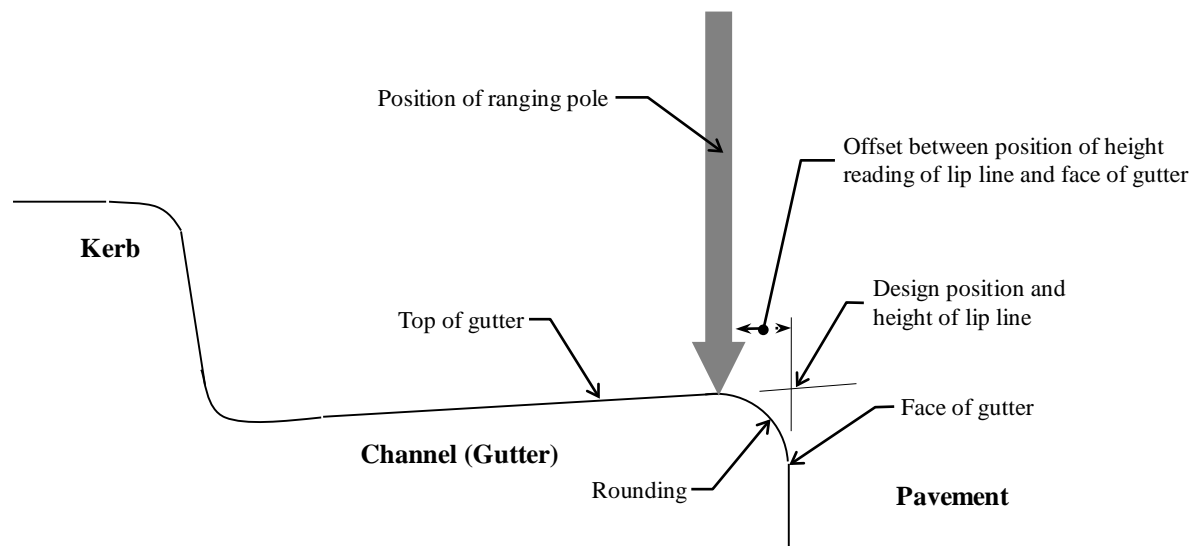 Position of ranging pole
Offset between position of height
reading of lip line and face of gutter
Kerb
Design position and
height of lip line
Top of gutter
Face of gutter
Channel (Gutter)
Rounding
Pavement